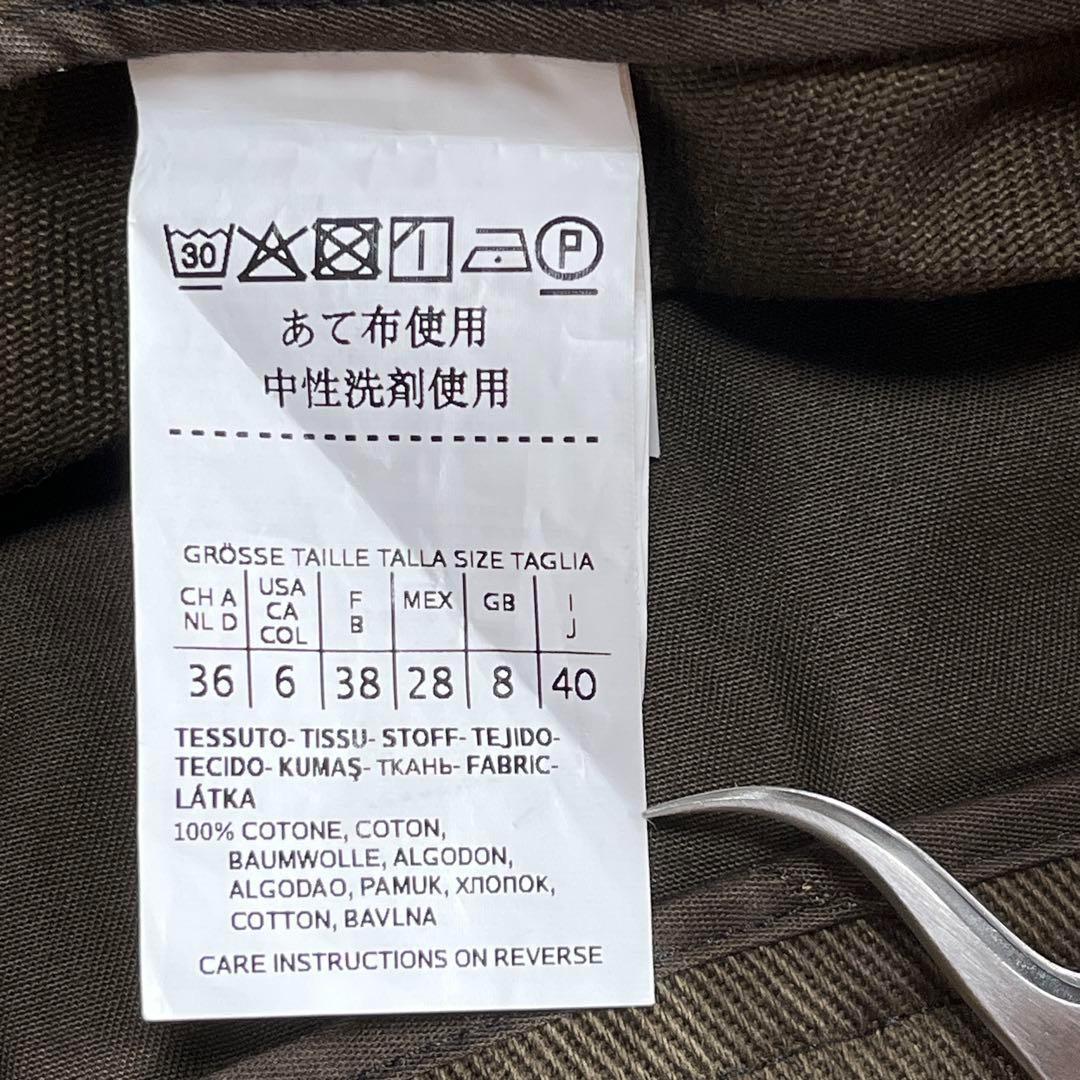 30 P
あて布使用
中性洗剤使用
GRÖSSE TAILLE TALLA SIZE TAGLIA
CH A NL D USA CA COL F B MEX GB I J
36 6 38 28 8 40
TESSUTO- TISSU- STOFF- TEJIDO-
TECIDO- KUMAŞ- ТКАНЬ- FABRIC-
LÁTKA
100% COTONE, COTON,
BAUMWOLLE, ALGODON,
ALGODAO, PAMUK, ХЛОПОК,
COTTON, BAVLNA
CARE INSTRUCTIONS ON REVERSE